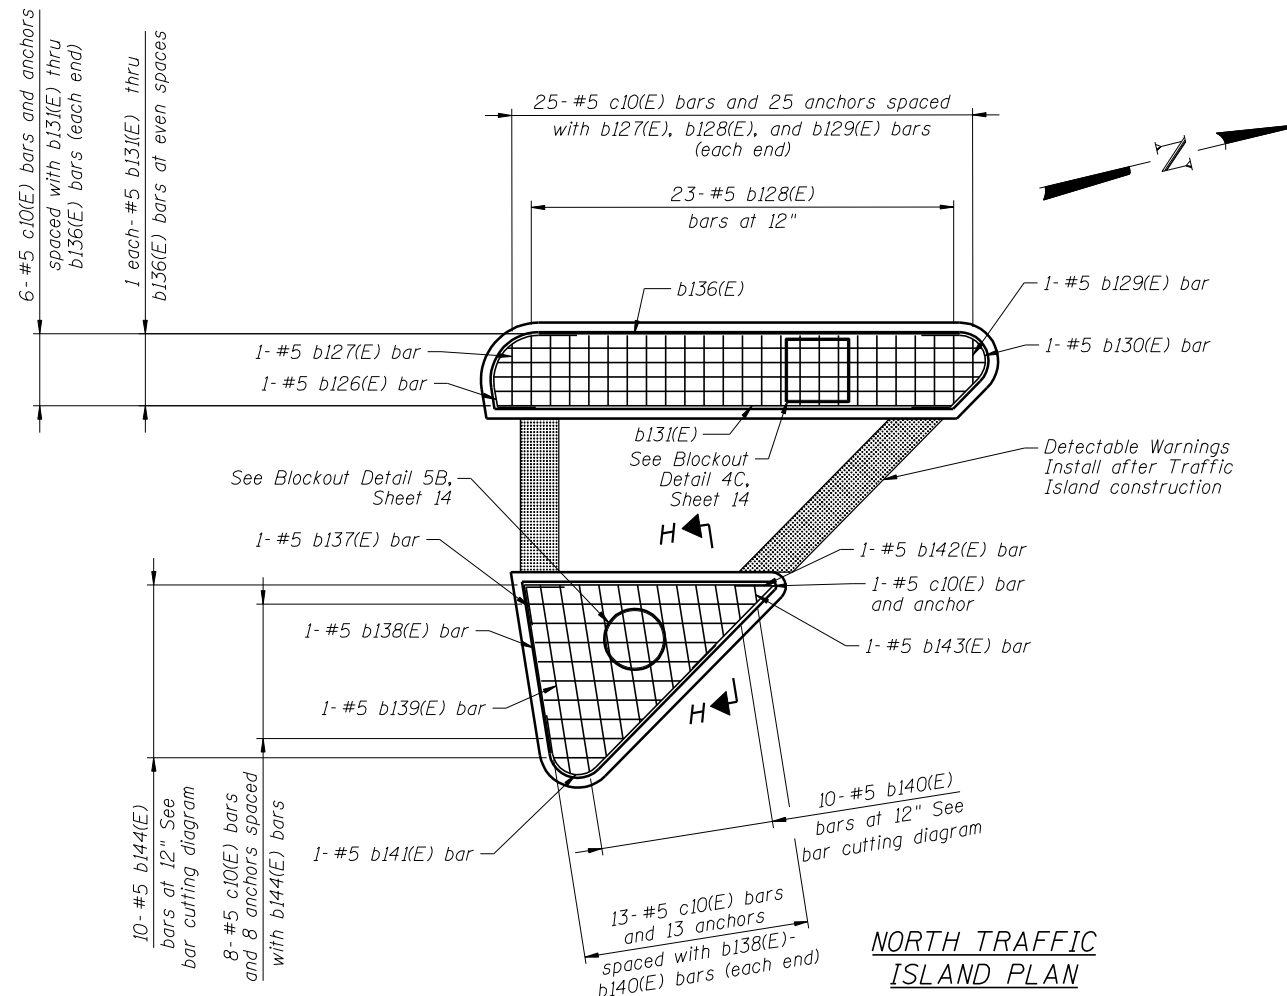 6-#5 c10(E) bars and anchors
spaced with b131(E) thru
b136(E) bars (each end)
1 each-#5 b131(E) thru
b136(E) bars at even spaces
25-#5 c10(E) bars and 25 anchors spaced
with b127(E), b128(E), and b129(E) bars
(each end)
23-#5 b128(E)
bars at 12"
N
b136(E)
1-#5 b129(E) bar
1-#5 b127(E) bar
1-#5 b130(E) bar
1-#5 b126(E) bar
b131(E)
See Blockout
Detail 4C,
Sheet 14
Detectable Warnings
Install after Traffic
Island construction
See Blockout Detail 5B,
Sheet 14
H
1-#5 b137(E) bar
1-#5 b142(E) bar
1-#5 c10(E) bar
and anchor
1-#5 b138(E) bar
1-#5 b143(E) bar
1-#5 b139(E) bar
H
1-#5 b141(E) bar
10-#5 b140(E)
bars at 12" See
bar cutting diagram
10-#5 b144(E)
bars at 12" See
bar cutting diagram
8-#5 c10(E) bars
and 8 anchors spaced
with b144(E) bars
13-#5 c10(E) bars
and 13 anchors
spaced with b138(E)-
b140(E) bars (each end)
NORTH TRAFFIC
ISLAND PLAN